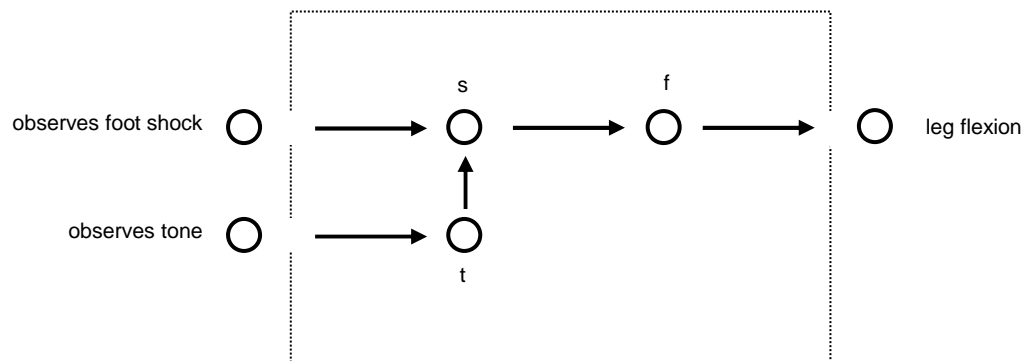 s
f
observes foot shock
leg flexion
observes tone
t